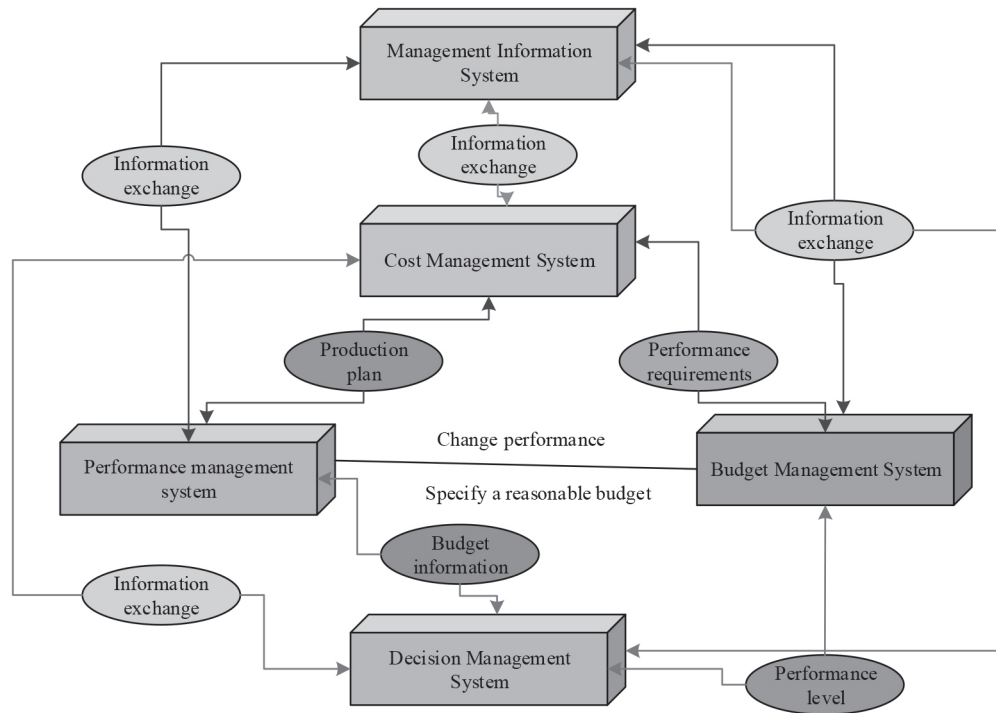 Management Information
System
Information
exchange
Information
exchange
Information
exchange
Cost Management System
Production
plan
Performance
requirements
Change performance
Performance management
system
Budget Management System
Specify a reasonable budget
Budget
information
Information
exchange
Decision Management
System
Performance
level